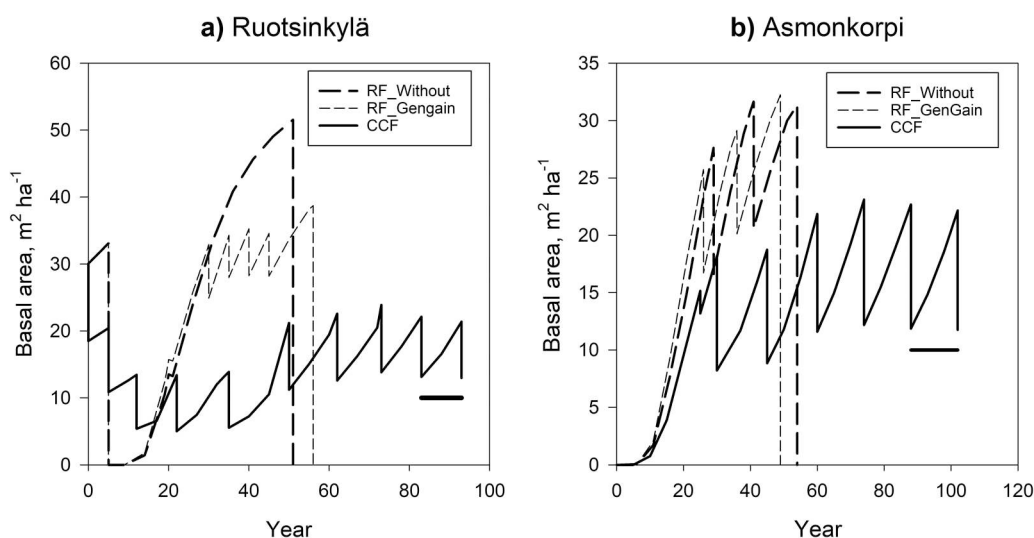 a) Ruotsinkylä
Basal area, m² ha⁻¹
60
50
40
30
20
10
0
RF_Without
RF_Gengain
CCF
0 20 40 60 80 100
Year
b) Asmonkorpi
Basal area, m² ha⁻¹
35
30
25
20
15
10
5
0
RF_Without
RF_GenGain
CCF
0 20 40 60 80 100 120
Year